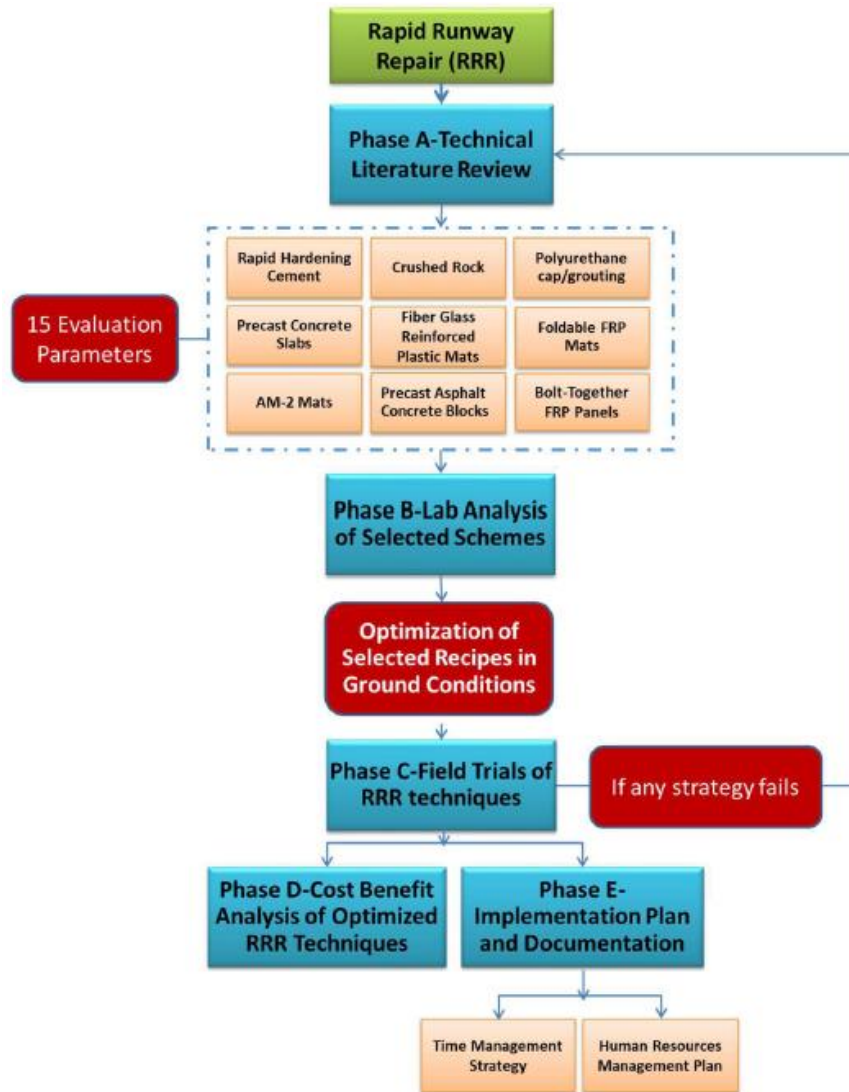 Rapid Runway
Repair (RRR)
Phase A-Technical
Literature Review
Rapid Hardening
Cement
Crushed Rock
Polyurethane
cap/grouting
15 Evaluation
Parameters
Precast Concrete
Slabs
Fiber Glass
Reinforced
Plastic Mats
Foldable FRP
Mats
AM-2 Mats
Precast Asphalt
Concrete Blocks
Bolt-Together
FRP Panels
Phase B-Lab Analysis
of Selected Schemes
Optimization of
Selected Recipes in
Ground Conditions
Phase C-Field Trials of
RRR techniques
If any strategy fails
Phase D-Cost Benefit
Analysis of Optimized
RRR Techniques
Phase E-
Implementation Plan
and Documentation
Time Management
Strategy
Human Resources
Management Plan